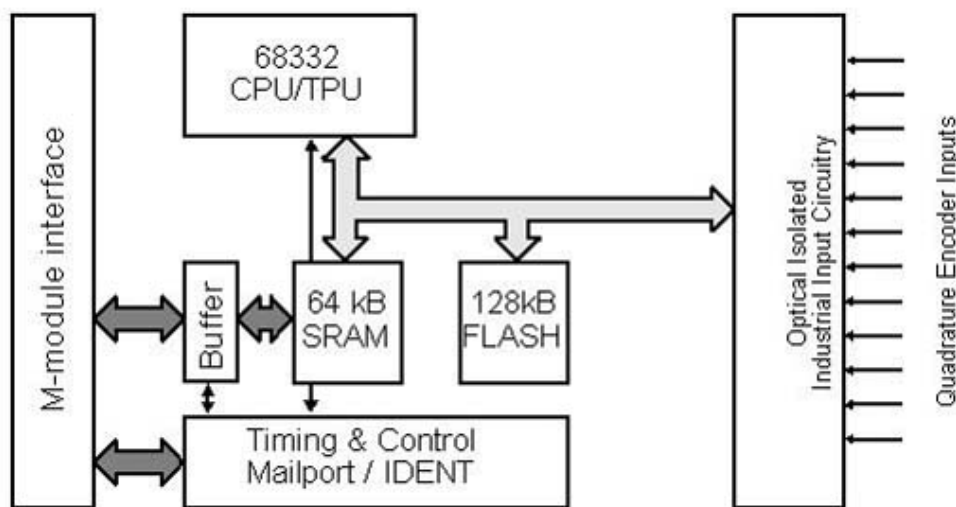 M-module interface
68332
CPU/TPU
Buffer
64 kB
SRAM
128kB
FLASH
Timing & Control
Mailport / IDENT
Optical Isolated
Industrial Input Circuitry
Quadrature Encoder Inputs